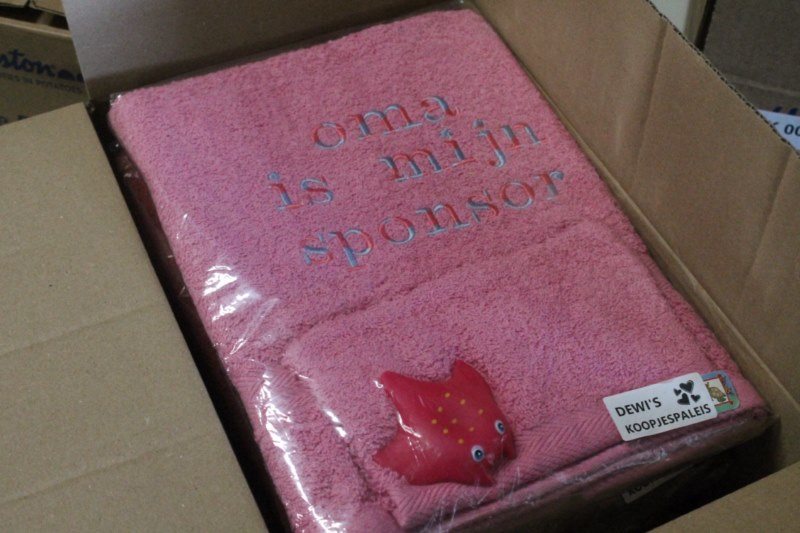 oma
is mijn
sponsor
DEWI'S
KOOPJESPALEIS